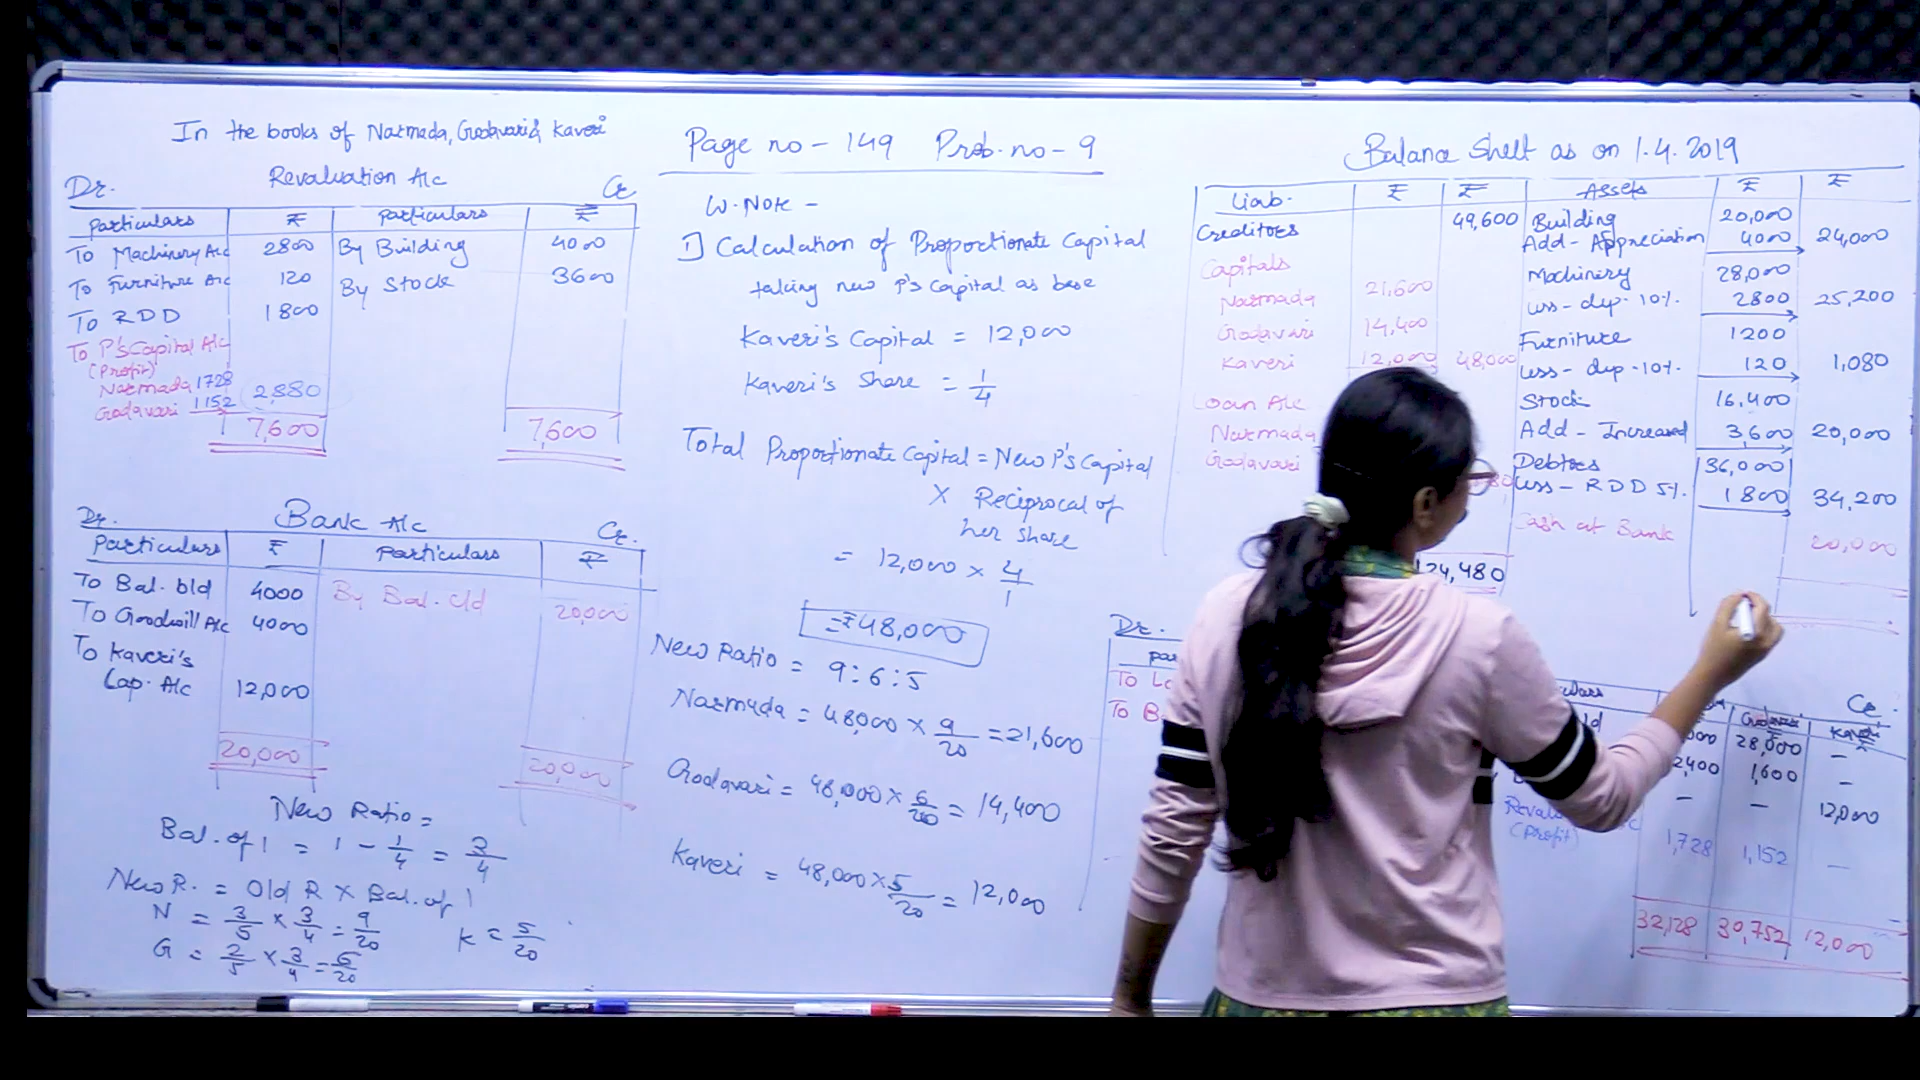 In the books of Narmada, Godavari & Kaveri
Revaluation A/c
Dr. Cr
Particulars ₹ Particulars ₹
To Machinery A/c 2800 By Building 4000
To Furniture A/c 120 By Stock 3600
To RDD 1800
To P's Capital A/c
(Profit)
Narmada 1728
Godavari 1152 2,880
7,600 7,600
Bank A/c
Dr. Cr.
Particulars ₹ Particulars ₹
To Bal. b/d 4000 By Bal. c/d 20,000
To Goodwill A/c 4000
To Kaveri's
Cap. A/c 12,000
20,000 20,000
New Ratio =
Bal. of 1 = 1 - 1/4 = 3/4
New R. = Old R × Bal. of 1
N = 3/5 × 3/4 = 9/20
G = 2/5 × 3/4 = 6/20
K = 5/20
Page no - 149 Prob. no - 9
W. Note -
1] Calculation of Proportionate Capital
taking new P's Capital as base
Kaveri's Capital = 12,000
Kaveri's Share = 1/4
Total Proportionate Capital = New P's Capital
× Reciprocal of
her share
= 12,000 × 4/1
= ₹48,000
New Ratio = 9:6:5
Narmada = 48,000 × 9/20 = 21,600
Godavari = 48,000 × 6/20 = 14,400
Kaveri = 48,000 × 5/20 = 12,000
Balance Sheet as on 1.4.2019
Liab. ₹ ₹ Assets ₹ ₹
Creditors 49,600 Building 20,000
Add - Appreciation 4000 24,000
Capitals Machinery 28,000
Narmada 21,600 less - dep. 10% 2800 25,200
Godavari 14,400 Furniture 1200
Kaveri 12,000 48,000 less - dep - 10% 120 1,080
Loan A/c Stock 16,400
Narmada Add - Increased 3,600 20,000
Godavari Debtors 36,000
less - RDD 5% 1800 34,200
Cash at Bank 20,000
124,480
Dr. Cr.
Godavari ₹ Kaveri ₹
To
To
28,000 -
2,400 1,600 -
- - 12,000
(Profit) 1,728 1,152 -
32,128 30,752 12,000